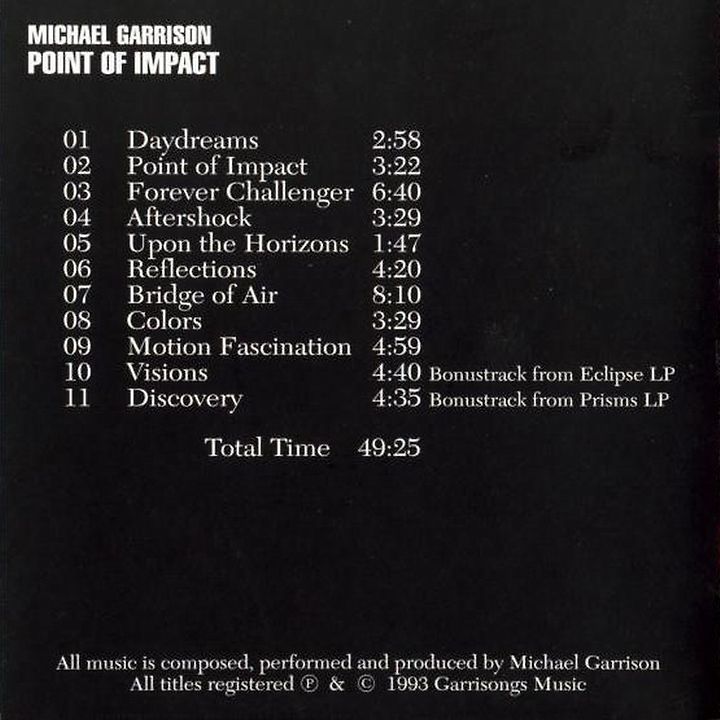 MICHAEL GARRISON
POINT OF IMPACT
01 Daydreams 2:58
02 Point of Impact 3:22
03 Forever Challenger 6:40
04 Aftershock 3:29
05 Upon the Horizons 1:47
06 Reflections 4:20
07 Bridge of Air 8:10
08 Colors 3:29
09 Motion Fascination 4:59
10 Visions 4:40 Bonustrack from Eclipse LP
11 Discovery 4:35 Bonustrack from Prisms LP
Total Time 49:25
All music is composed, performed and produced by Michael Garrison
All titles registered Ⓟ & © 1993 Garrisongs Music